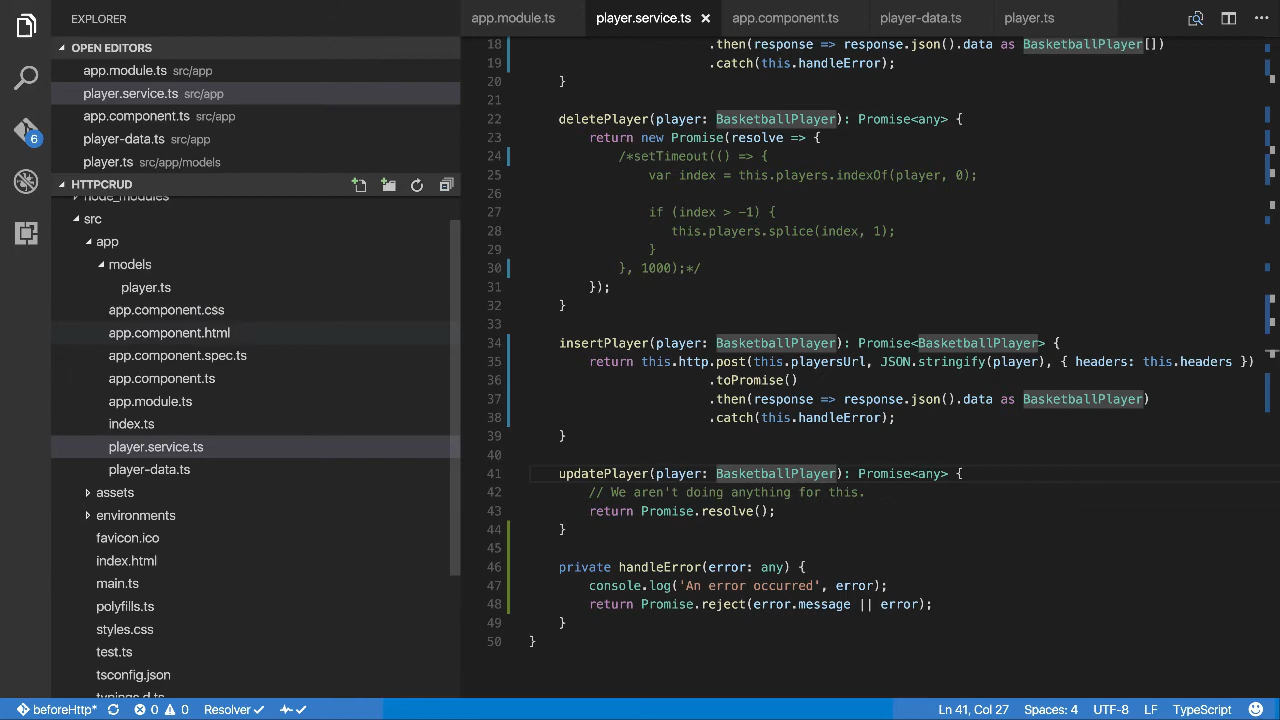 EXPLORER
OPEN EDITORS
app.module.ts src/app
player.service.ts src/app
app.component.ts src/app
player-data.ts src/app
player.ts src/app/models
HTTPCRUD
node_modules
src
app
models
player.ts
app.component.css
app.component.html
app.component.spec.ts
app.component.ts
app.module.ts
index.ts
player.service.ts
player-data.ts
assets
environments
favicon.ico
index.html
main.ts
polyfills.ts
styles.css
test.ts
tsconfig.json
typings.d.ts
6
app.module.ts player.service.ts app.component.ts player-data.ts player.ts
18 .then(response => response.json().data as BasketballPlayer[])
19 .catch(this.handleError);
20 }
21
22 deletePlayer(player: BasketballPlayer): Promise<any> {
23 return new Promise(resolve => {
24 /*setTimeout(() => {
25 var index = this.players.indexOf(player, 0);
26
27 if (index > -1) {
28 this.players.splice(index, 1);
29 }
30 }, 1000);*/
31 });
32 }
33
34 insertPlayer(player: BasketballPlayer): Promise<BasketballPlayer> {
35 return this.http.post(this.playersUrl, JSON.stringify(player), { headers: this.headers })
36 .toPromise()
37 .then(response => response.json().data as BasketballPlayer)
38 .catch(this.handleError);
39 }
40
41 updatePlayer(player: BasketballPlayer): Promise<any> {
42 // We aren't doing anything for this.
43 return Promise.resolve();
44 }
45
46 private handleError(error: any) {
47 console.log('An error occurred', error);
48 return Promise.reject(error.message || error);
49 }
50 }
beforeHttp* 0 0 Resolver Ln 41, Col 27 Spaces: 4 UTF-8 LF TypeScript